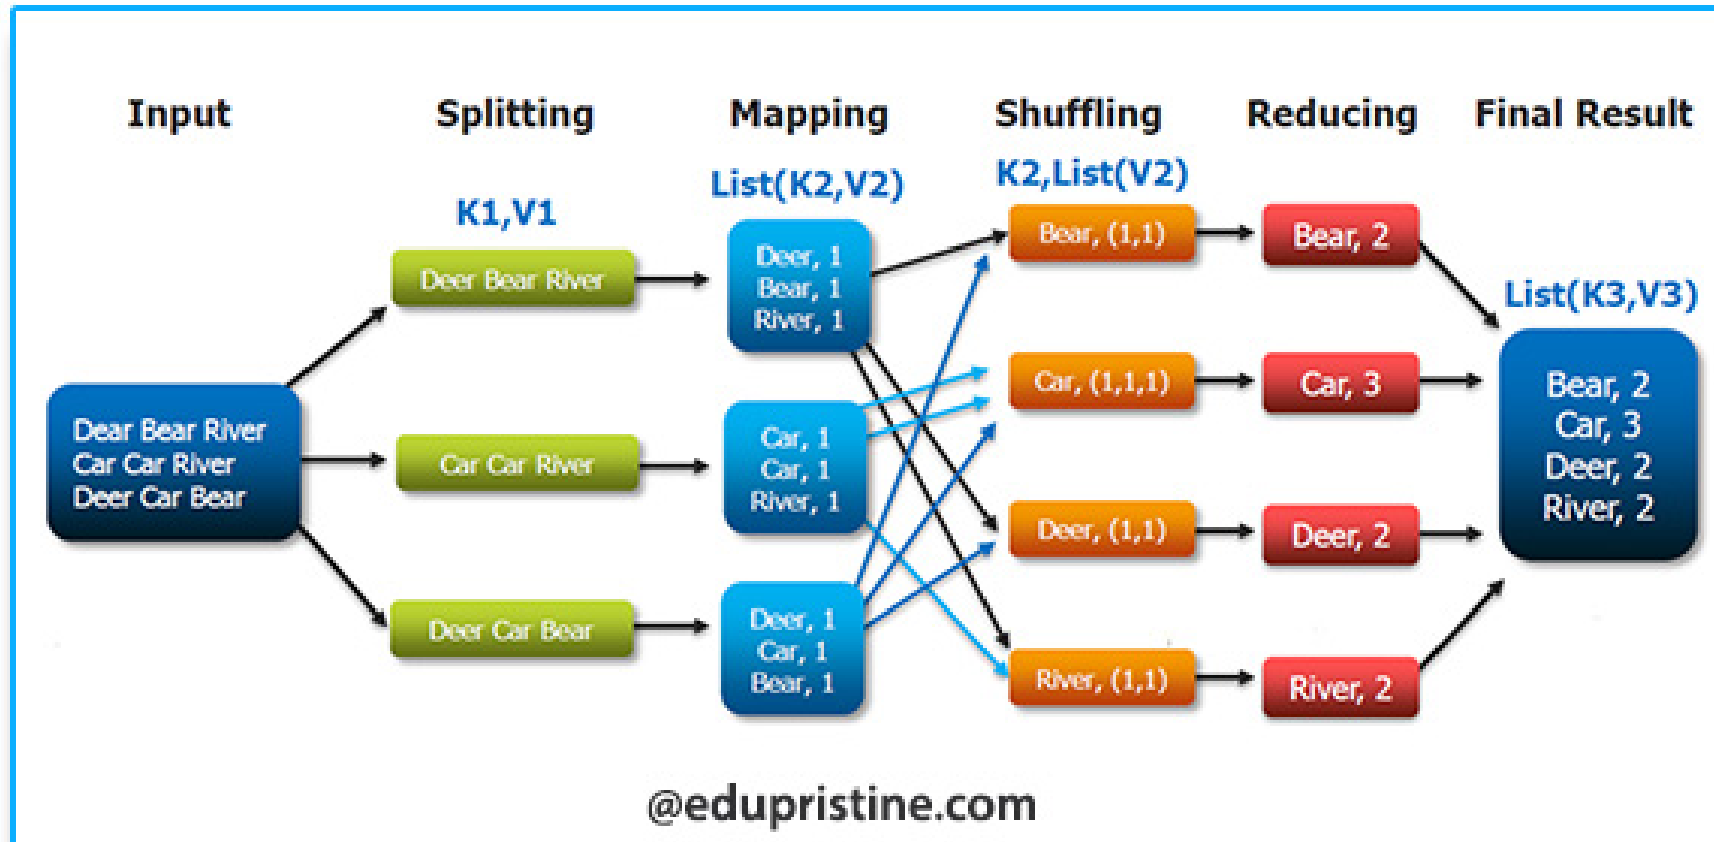 Input
Splitting
Mapping
Shuffling
Reducing
Final Result
K1,V1
List(K2,V2)
K2,List(V2)
List(K3,V3)
Dear Bear River
Car Car River
Deer Car Bear
Deer Bear River
Car Car River
Deer Car Bear
Deer, 1
Bear, 1
River, 1
Car, 1
Car, 1
River, 1
Deer, 1
Car, 1
Bear, 1
Bear, (1,1)
Car, (1,1,1)
Deer, (1,1)
River, (1,1)
Bear, 2
Car, 3
Deer, 2
River, 2
Bear, 2
Car, 3
Deer, 2
River, 2
@edupristine.com